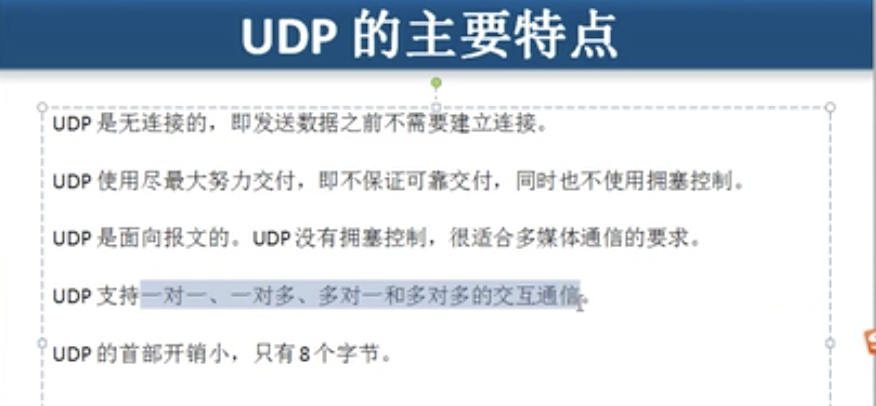 UDP 的主要特点
UDP 是无连接的，即发送数据之前不需要建立连接。
UDP 使用尽最大努力交付，即不保证可靠交付，同时也不使用拥塞控制。
UDP 是面向报文的。UDP 没有拥塞控制，很适合多媒体通信的要求。
UDP 支持一对一、一对多、多对一和多对多的交互通信。
UDP 的首部开销小，只有 8 个字节。